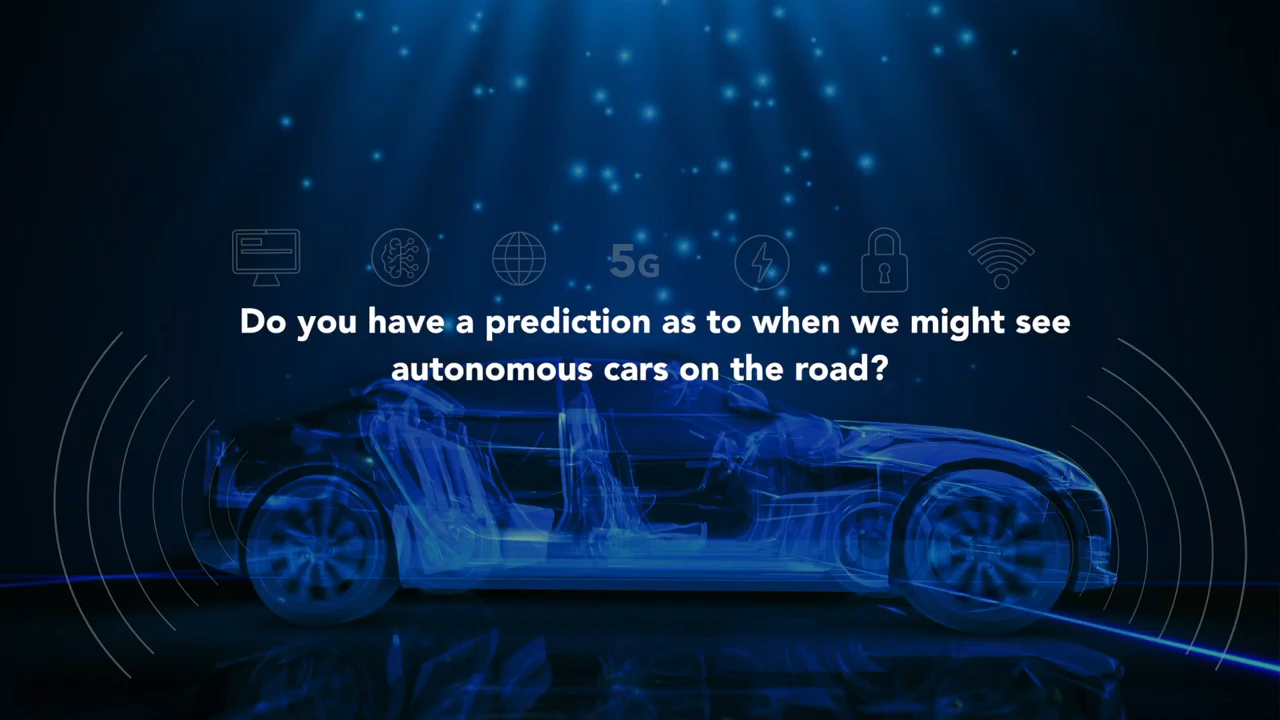 5G
Do you have a prediction as to when we might see
autonomous cars on the road?